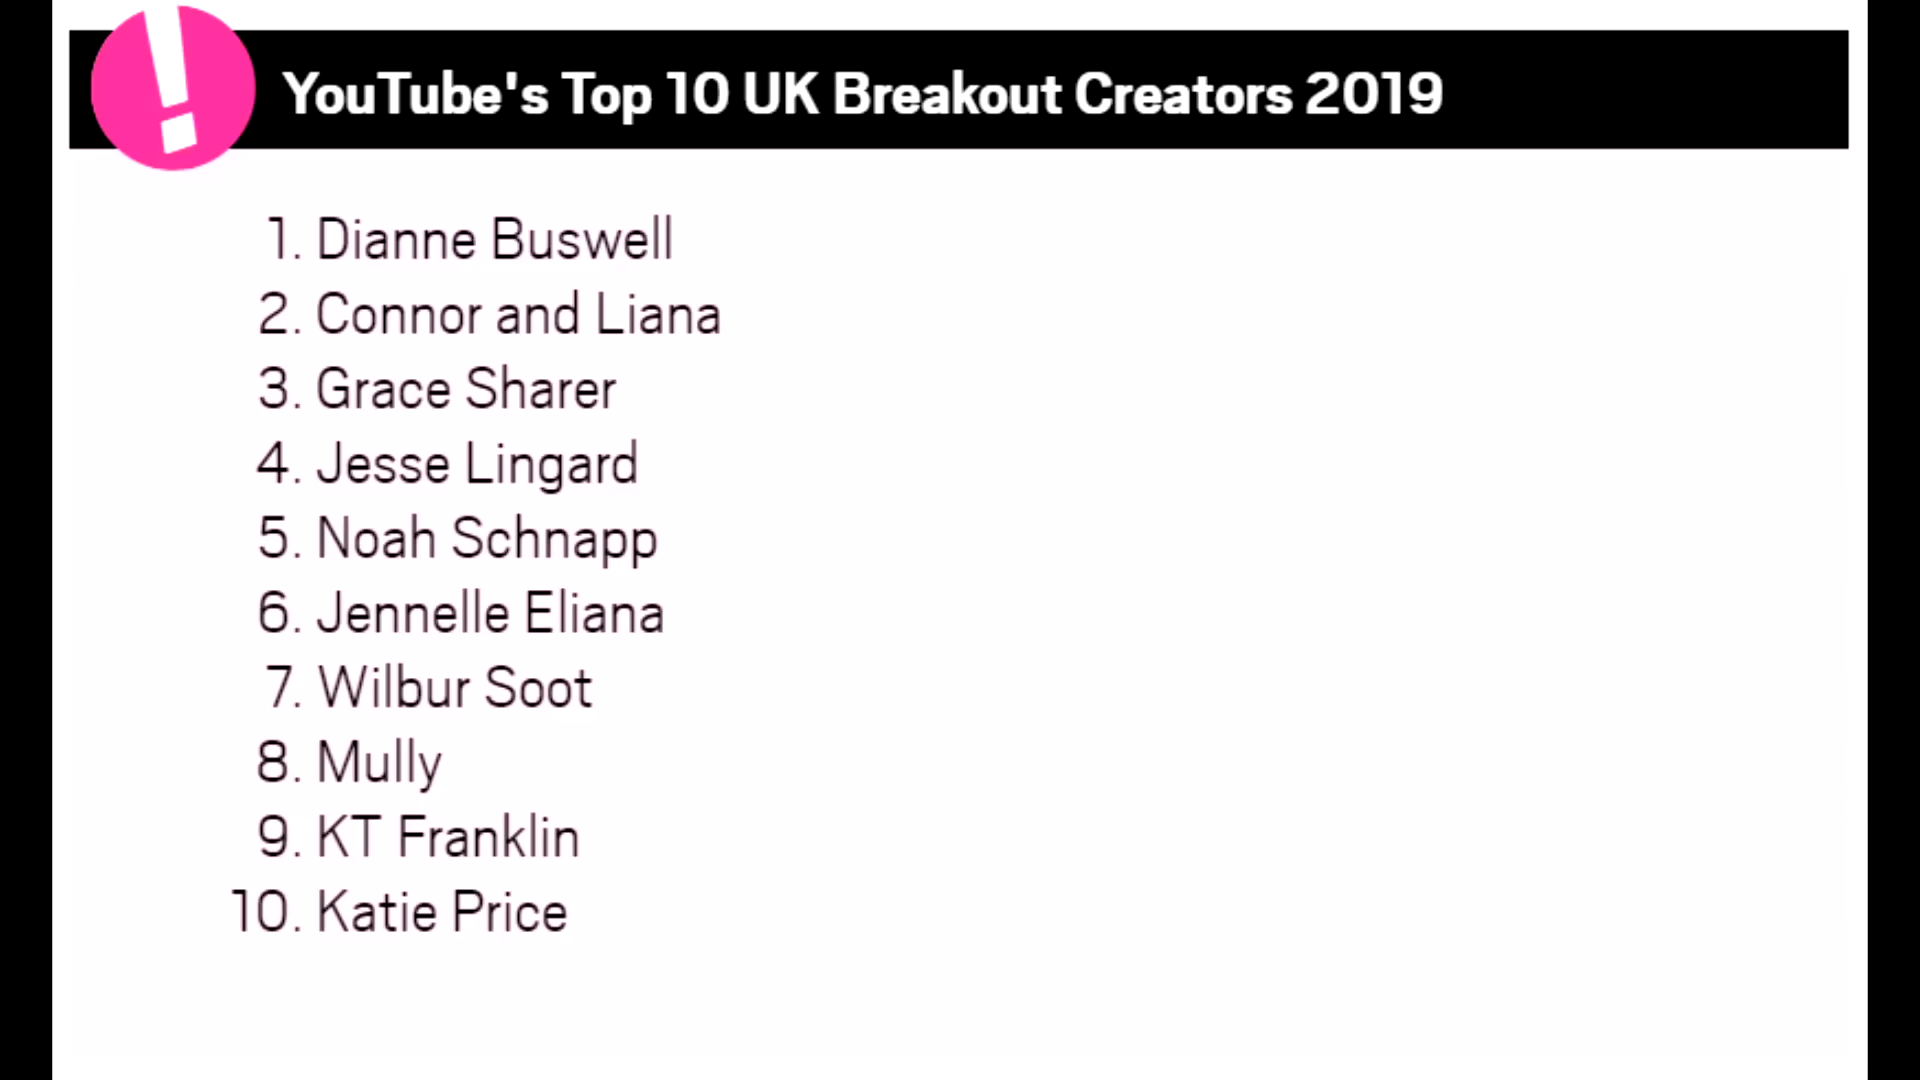 YouTube's Top 10 UK Breakout Creators 2019
1. Dianne Buswell
2. Connor and Liana
3. Grace Sharer
4. Jesse Lingard
5. Noah Schnapp
6. Jennelle Eliana
7. Wilbur Soot
8. Mully
9. KT Franklin
10. Katie Price